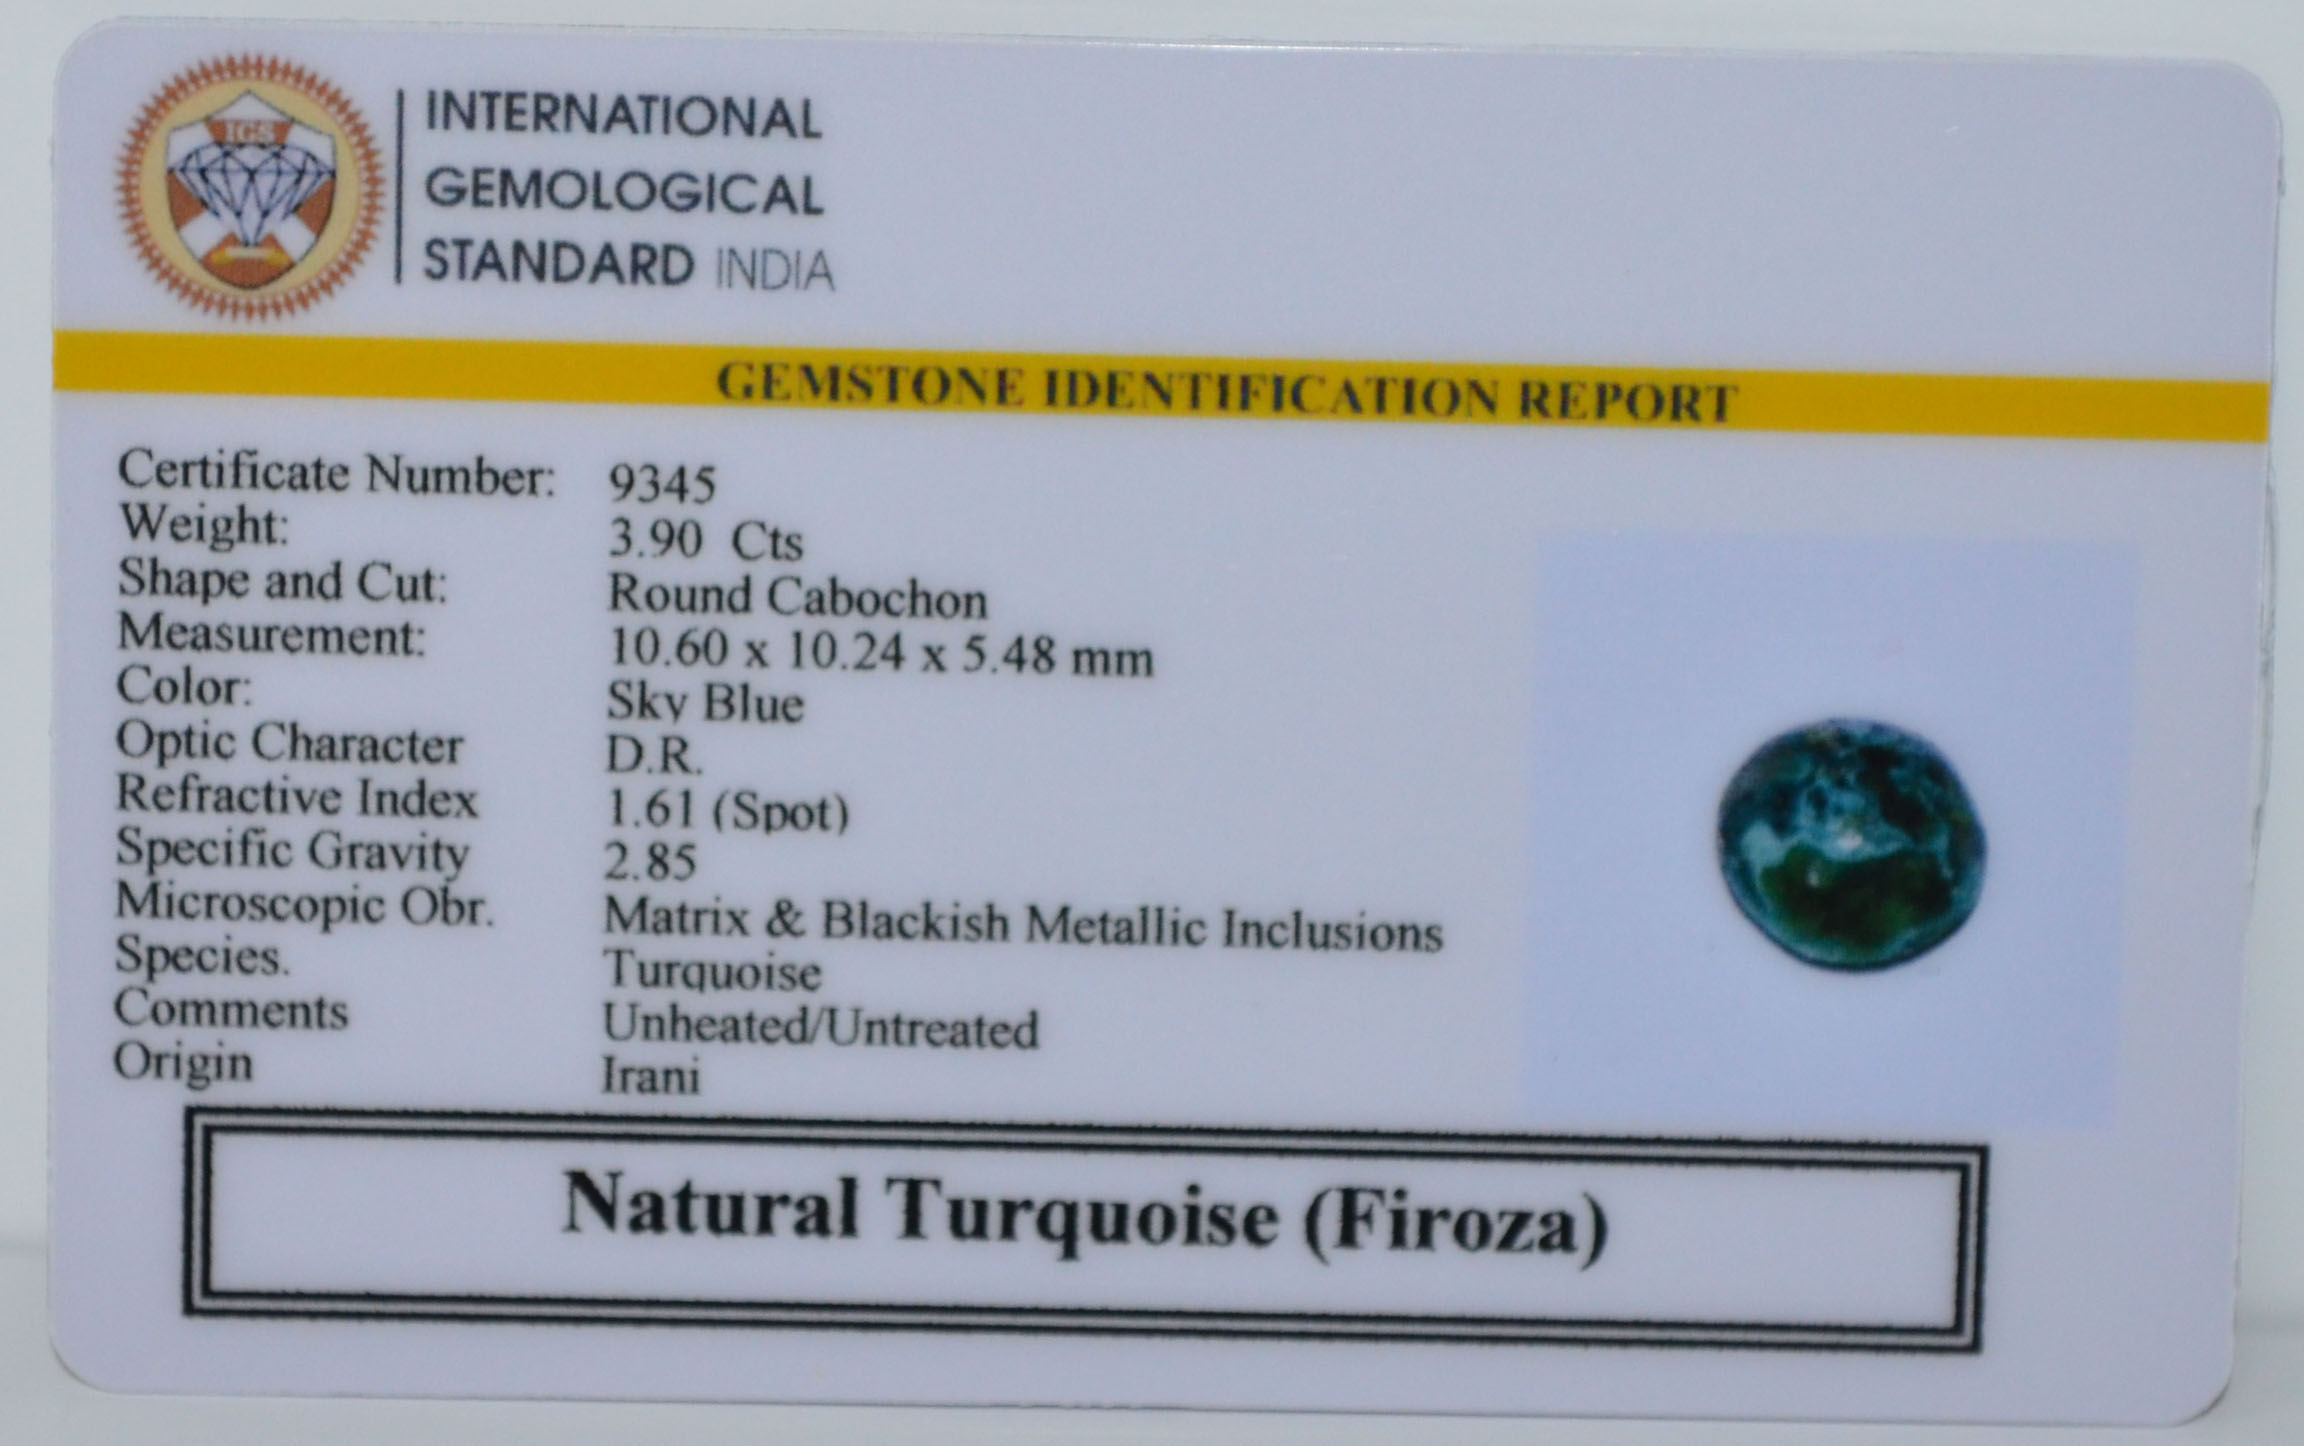 IGS
INTERNATIONAL
GEMOLOGICAL
STANDARD INDIA
GEMSTONE IDENTIFICATION REPORT
Certificate Number: 9345
Weight: 3.90 Cts
Shape and Cut: Round Cabochon
Measurement: 10.60 x 10.24 x 5.48 mm
Color: Sky Blue
Optic Character D.R.
Refractive Index 1.61 (Spot)
Specific Gravity 2.85
Microscopic Obr. Matrix & Blackish Metallic Inclusions
Species. Turquoise
Comments Unheated/Untreated
Origin Irani
Natural Turquoise (Firoza)